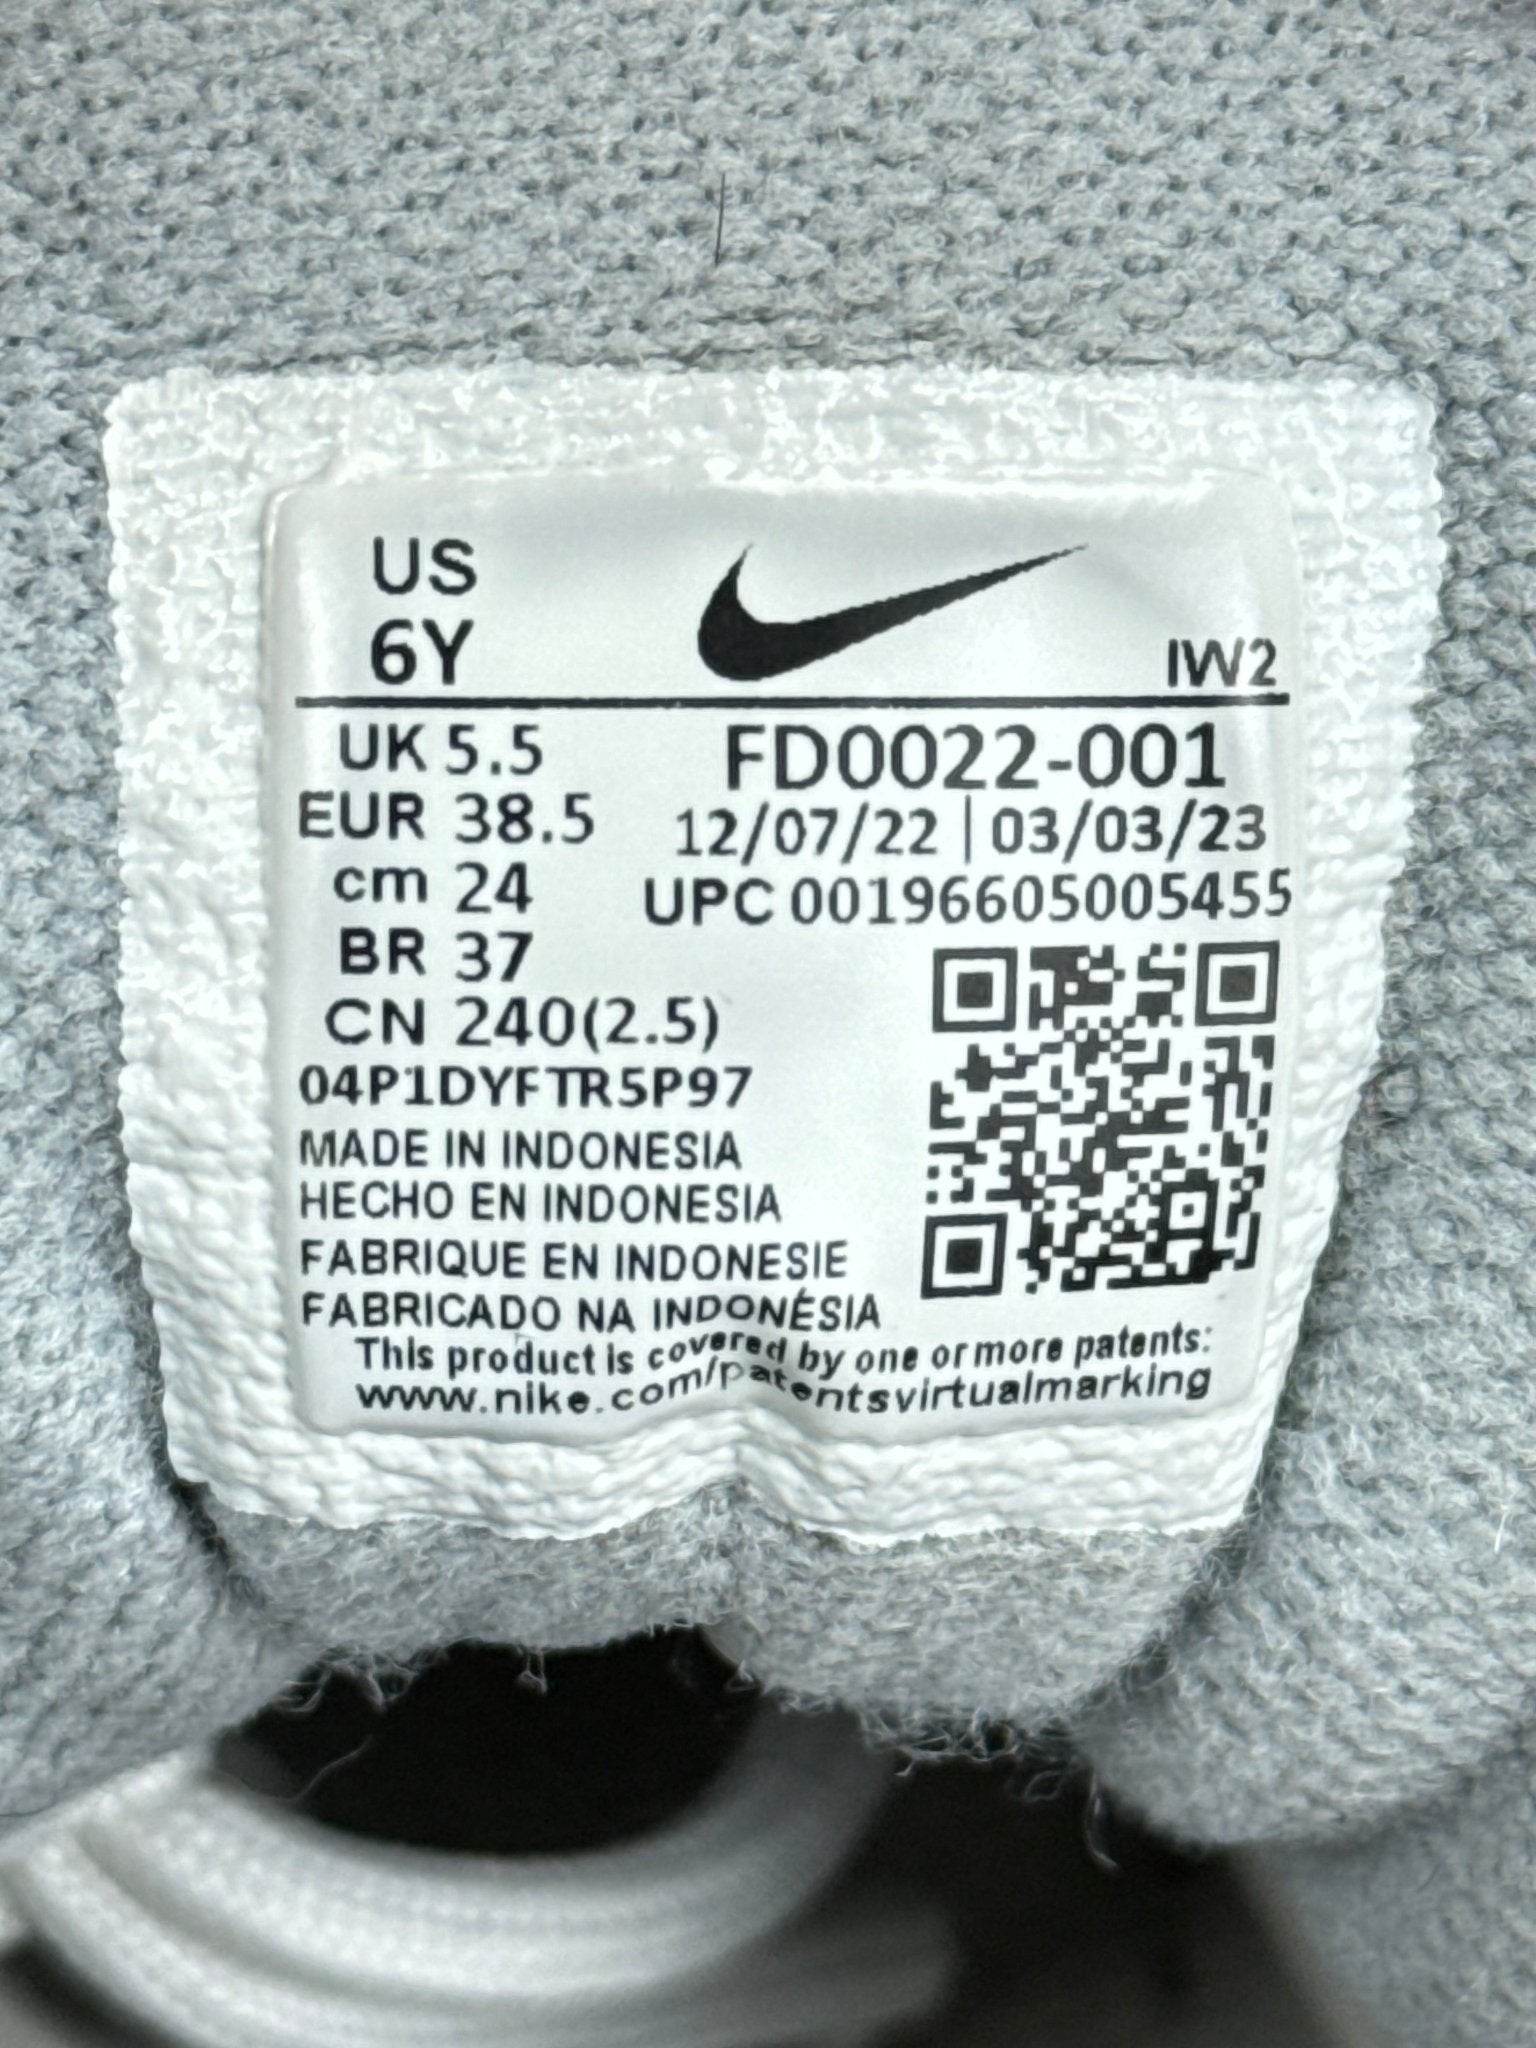 US
6Y
IW2
UK 5.5
EUR 38.5
cm 24
BR 37
CN 240(2.5)
FD0022-001
12/07/22 | 03/03/23
UPC 00196605005455
04P1DYFTR5P97
MADE IN INDONESIA
HECHO EN INDONESIA
FABRIQUE EN INDONESIE
FABRICADO NA INDONÉSIA
This product is covered by one or more patents:
www.nike.com/patentsvirtualmarking